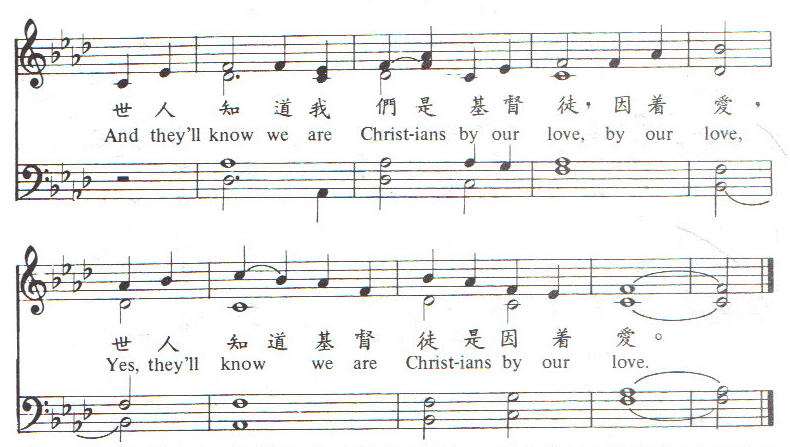 世人 知道我 們是基督徒，因着 愛，
And they'll know we are Christ-ians by our love, by our love,
世人 知道基督 徒是因着 愛。
Yes, they'll know we are Christ-ians by our love.